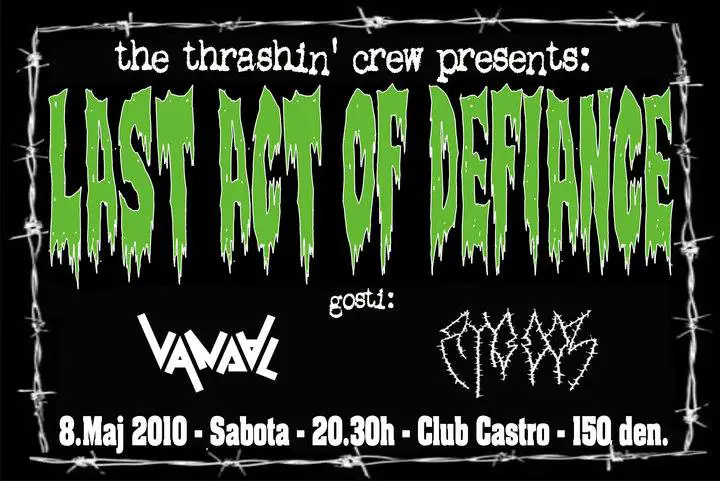 the thrashin' crew presents:
LAST ACT OF DEFIANCE
gosti:
VANDAL
8.Maj 2010 - Sabota - 20.30h - Club Castro - 150 den.